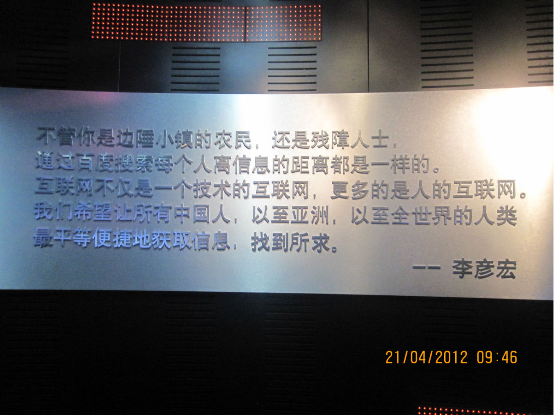 不管你是边陲小镇的农民，还是残障人士，
通过百度搜索每个人离信息的距离都是一样的。
互联网不仅是一个技术的互联网，更多的是人的互联网。
我们希望让所有中国人，以至亚洲，以至全世界的人类
最平等便捷地获取信息，找到所求。
—— 李彦宏
21/04/2012 09:46